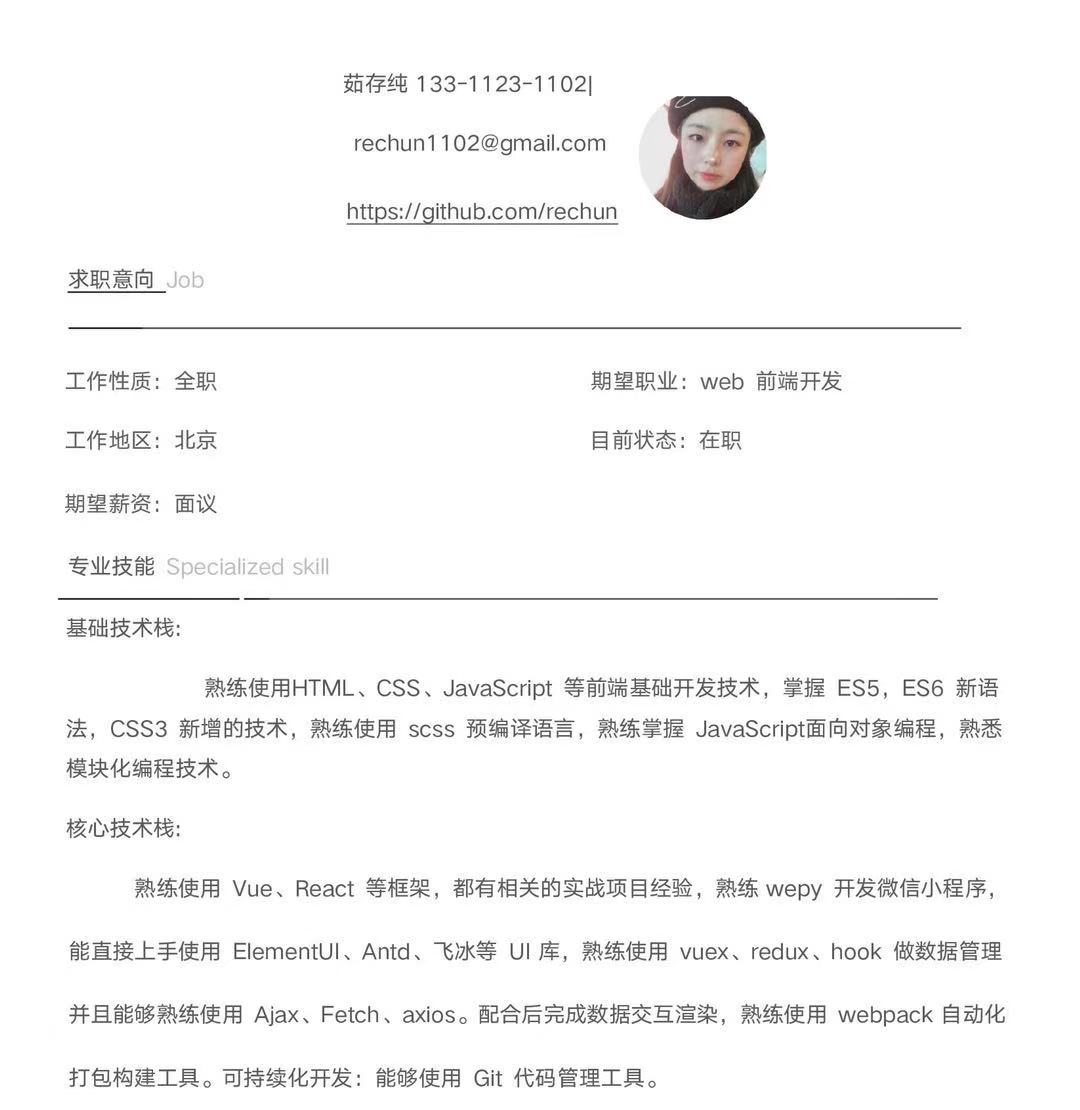 茹存纯 133-1123-1102|
rechun1102@gmail.com
https://github.com/rechun
求职意向 Job
工作性质：全职
期望职业：web 前端开发
工作地区：北京
目前状态：在职
期望薪资：面议
专业技能 Specialized skill
基础技术栈:
熟练使用HTML、CSS、JavaScript 等前端基础开发技术，掌握 ES5，ES6 新语
法，CSS3 新增的技术，熟练使用 scss 预编译语言，熟练掌握 JavaScript面向对象编程，熟悉
模块化编程技术。
核心技术栈:
熟练使用 Vue、React 等框架，都有相关的实战项目经验，熟练 wepy 开发微信小程序，
能直接上手使用 ElementUI、Antd、飞冰等 UI 库，熟练使用 vuex、redux、hook 做数据管理
并且能够熟练使用 Ajax、Fetch、axios。配合后完成数据交互渲染，熟练使用 webpack 自动化
打包构建工具。可持续化开发：能够使用 Git 代码管理工具。